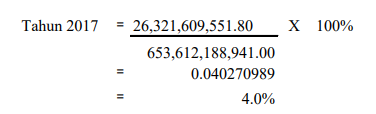 Tahun 2017 = 26,321,609,551.80 X 100%
653,612,188,941.00
= 0.040270989
= 4.0%